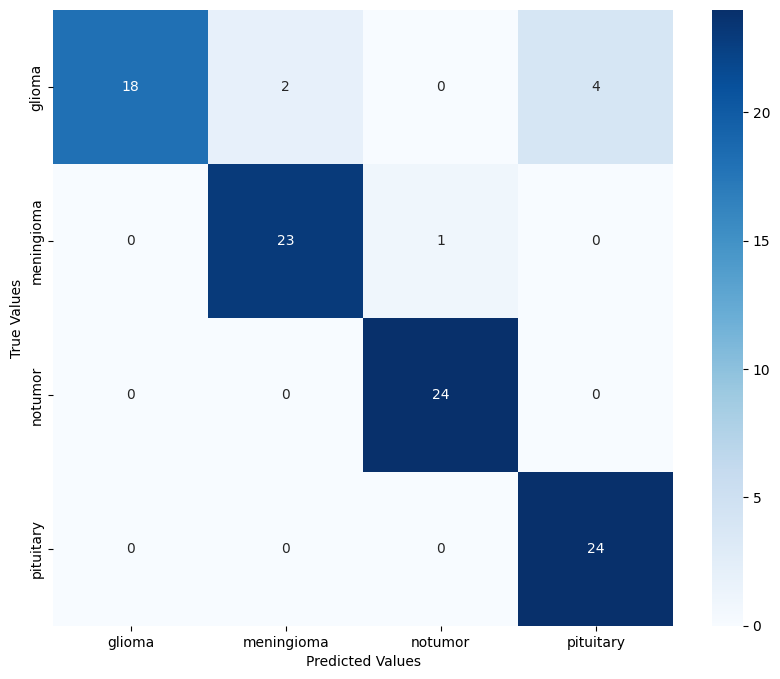 glioma 18 2 0 4
meningioma 0 23 1 0
notumor 0 0 24 0
pituitary 0 0 0 24
glioma meningioma notumor pituitary
Predicted Values
True Values
20
15
10
5
0